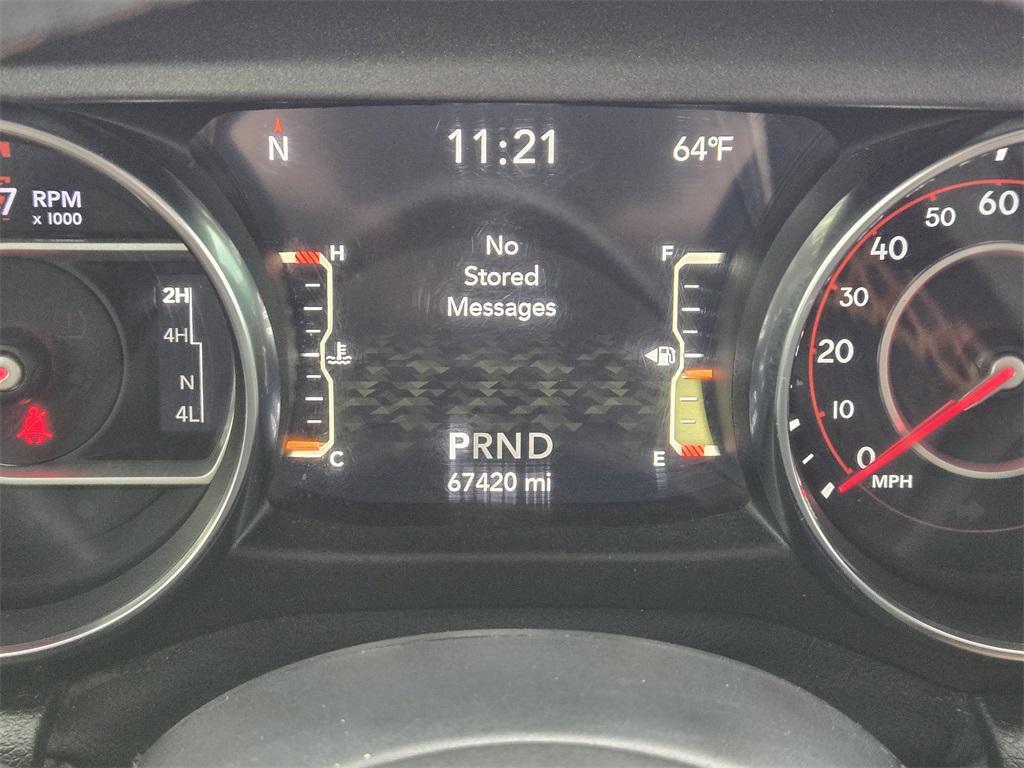 N
11:21
64°F
7 RPM
x 1000
H
No
Stored
Messages
F
2H
4H
N
4L
C
PRND
67420 mi
E
60
50
40
30
20
10
0
MPH